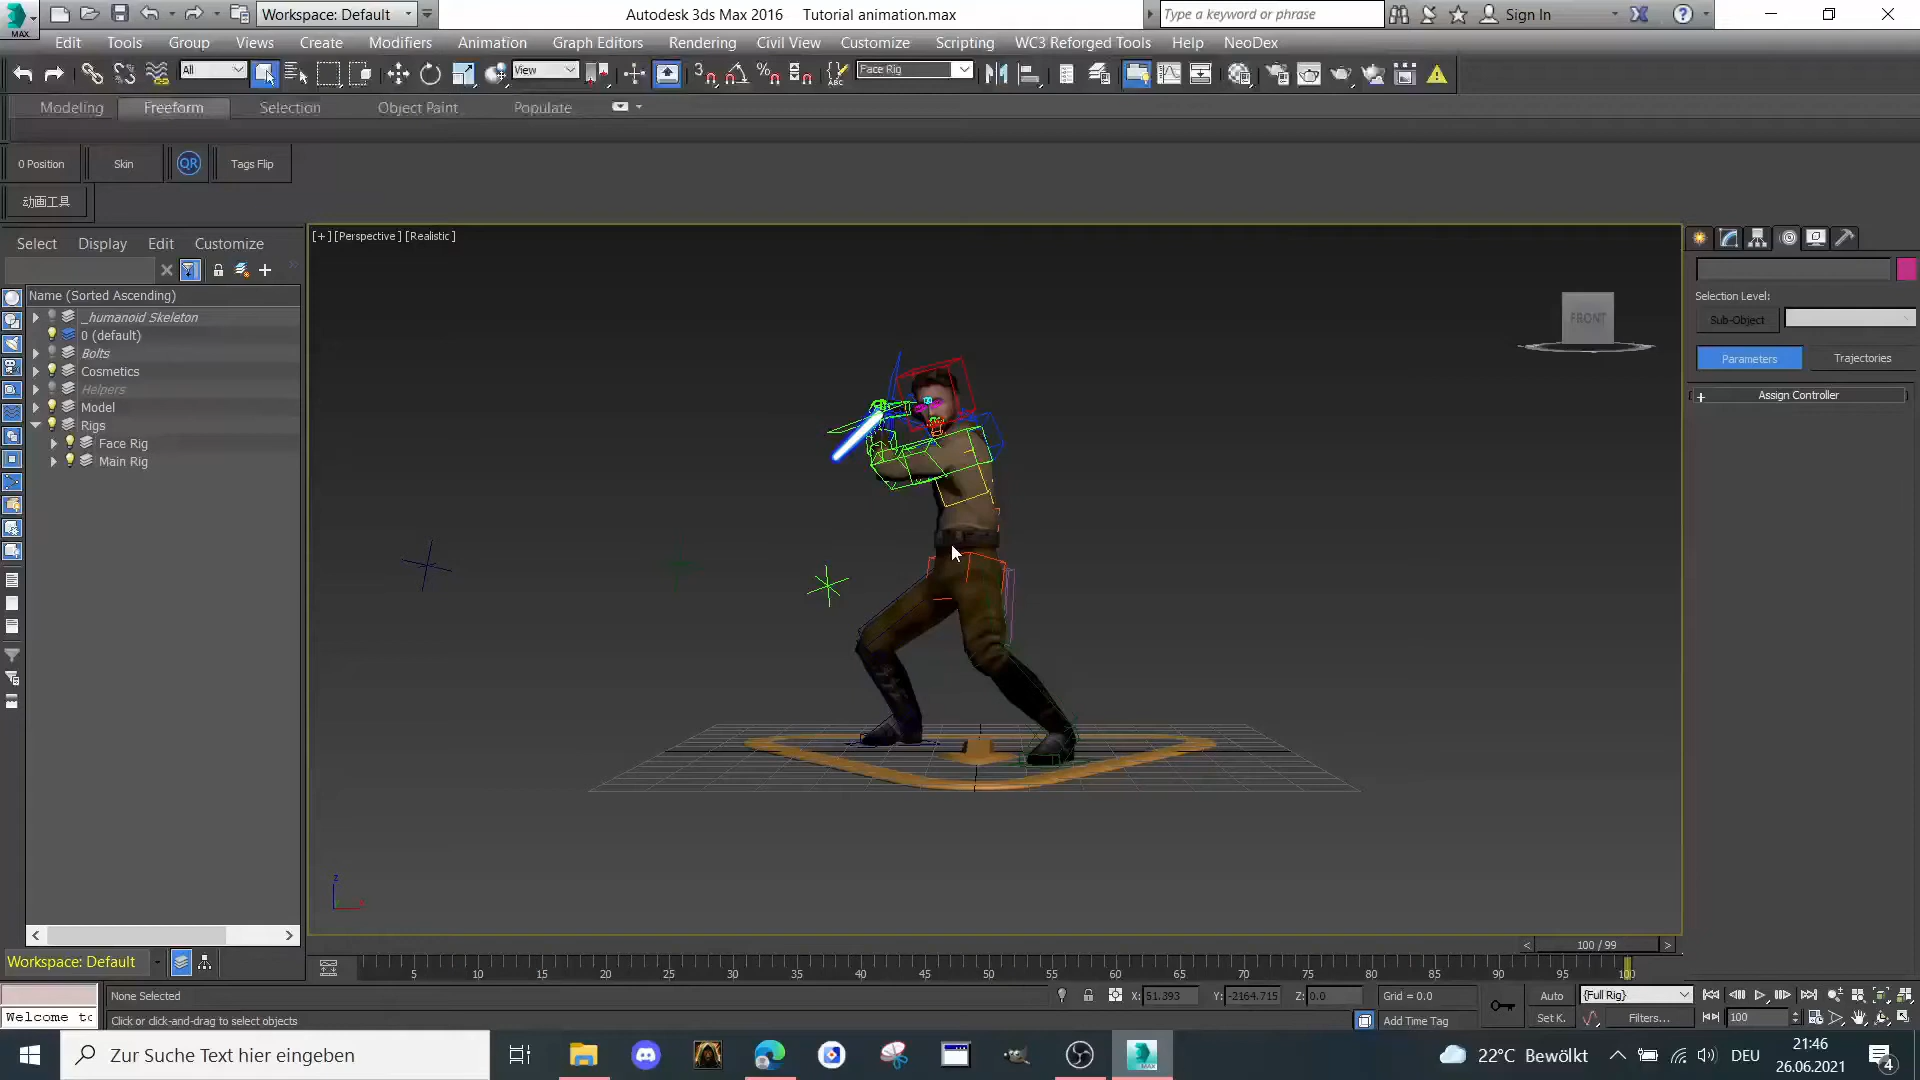 MAX
Workspace: Default
Autodesk 3ds Max 2016 Tutorial animation.max
Type a keyword or phrase
Sign In
Edit Tools Group Views Create Modifiers Animation Graph Editors Rendering Civil View Customize Scripting WC3 Reforged Tools Help NeoDex
All
View
Face Rig
Modeling Freeform Selection Object Paint Populate
0 Position Skin QR Tags Flip
动画工具
Select Display Edit Customize
Name (Sorted Ascending)
_humanoid Skeleton
0 (default)
Bolts
Cosmetics
Helpers
Model
Rigs
Face Rig
Main Rig
[+] [Perspective] [Realistic]
FRONT
Selection Level:
Sub-Object
Parameters Trajectories
+ Assign Controller
z
< 100 / 99 >
Workspace: Default
5 10 15 20 25 30 35 40 45 50 55 60 65 70 75 80 85 90 95 100
None Selected
X: 51.393 Y: -2164.715 Z: 0.0 Grid = 0.0
Auto {Full Rig}
Welcome to
Click or click-and-drag to select objects
Add Time Tag
Set K. Filters... 100
Zur Suche Text hier eingeben
MAX
22°C Bewölkt
DEU
21:46
26.06.2021
4